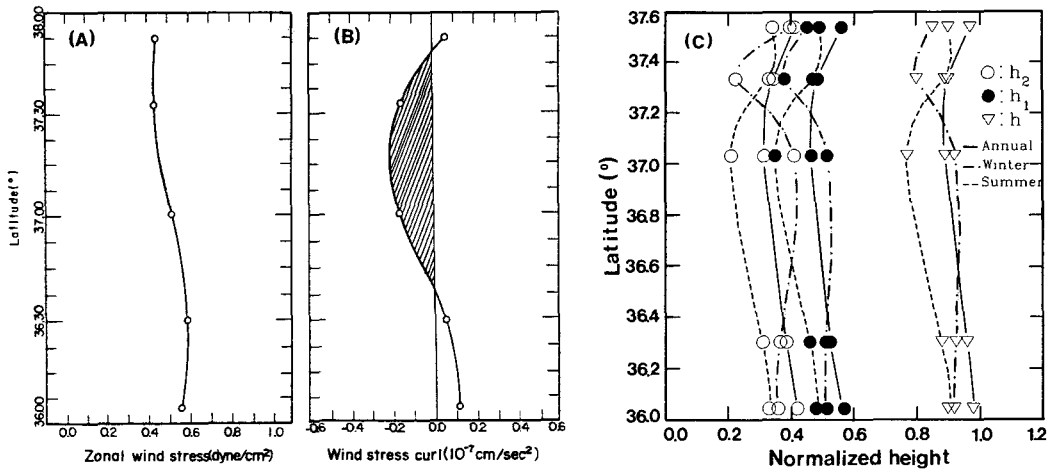 (A)
38.00
37.30
37.00
36.30
36.00
Latitude(°)
0.0 0.2 0.4 0.6 0.8 1.0
Zonal wind stress(dyne/cm²)
(B)
-0.6 -0.4 -0.2 0.0 0.2 0.4 0.6
Wind stress curl(10⁻⁷cm/sec²)
(C)
37.6
37.4
37.2
37.0
36.8
36.6
36.4
36.2
36.0
Latitude (°)
0.0 0.2 0.4 0.6 0.8 1.0 1.2
Normalized height
: h₂
: h₁
: h
Annual
Winter
Summer